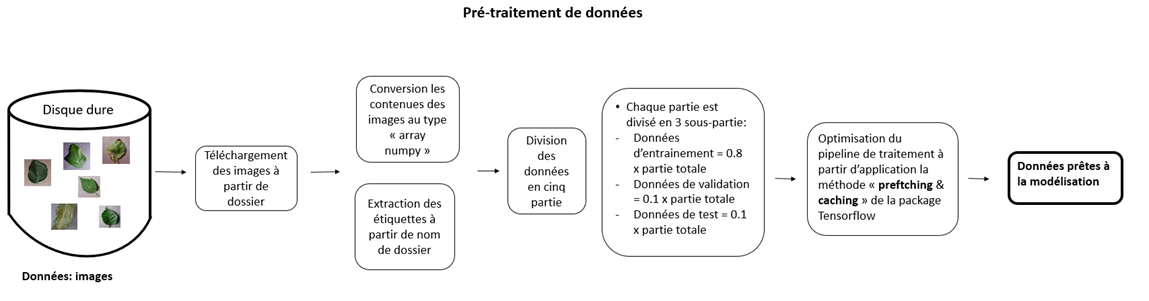 Pré-traitement de données
Disque dure
Données: images
Téléchargement
des images à
partir de
dossier
Conversion les
contenues des
images au type
« array
numpy »
Extraction des
étiquettes à
partir de nom
de dossier
Division
des
données
en cinq
partie
• Chaque partie est
divisé en 3 sous-partie:
- Données
d’entrainement = 0.8
x partie totale
- Données de validation
= 0.1 x partie totale
- Données de test = 0.1
x partie totale
Optimisation du
pipeline de traitement à
partir d’application la
méthode « preftching &
caching » de la package
Tensorflow
Données prêtes à
la modélisation